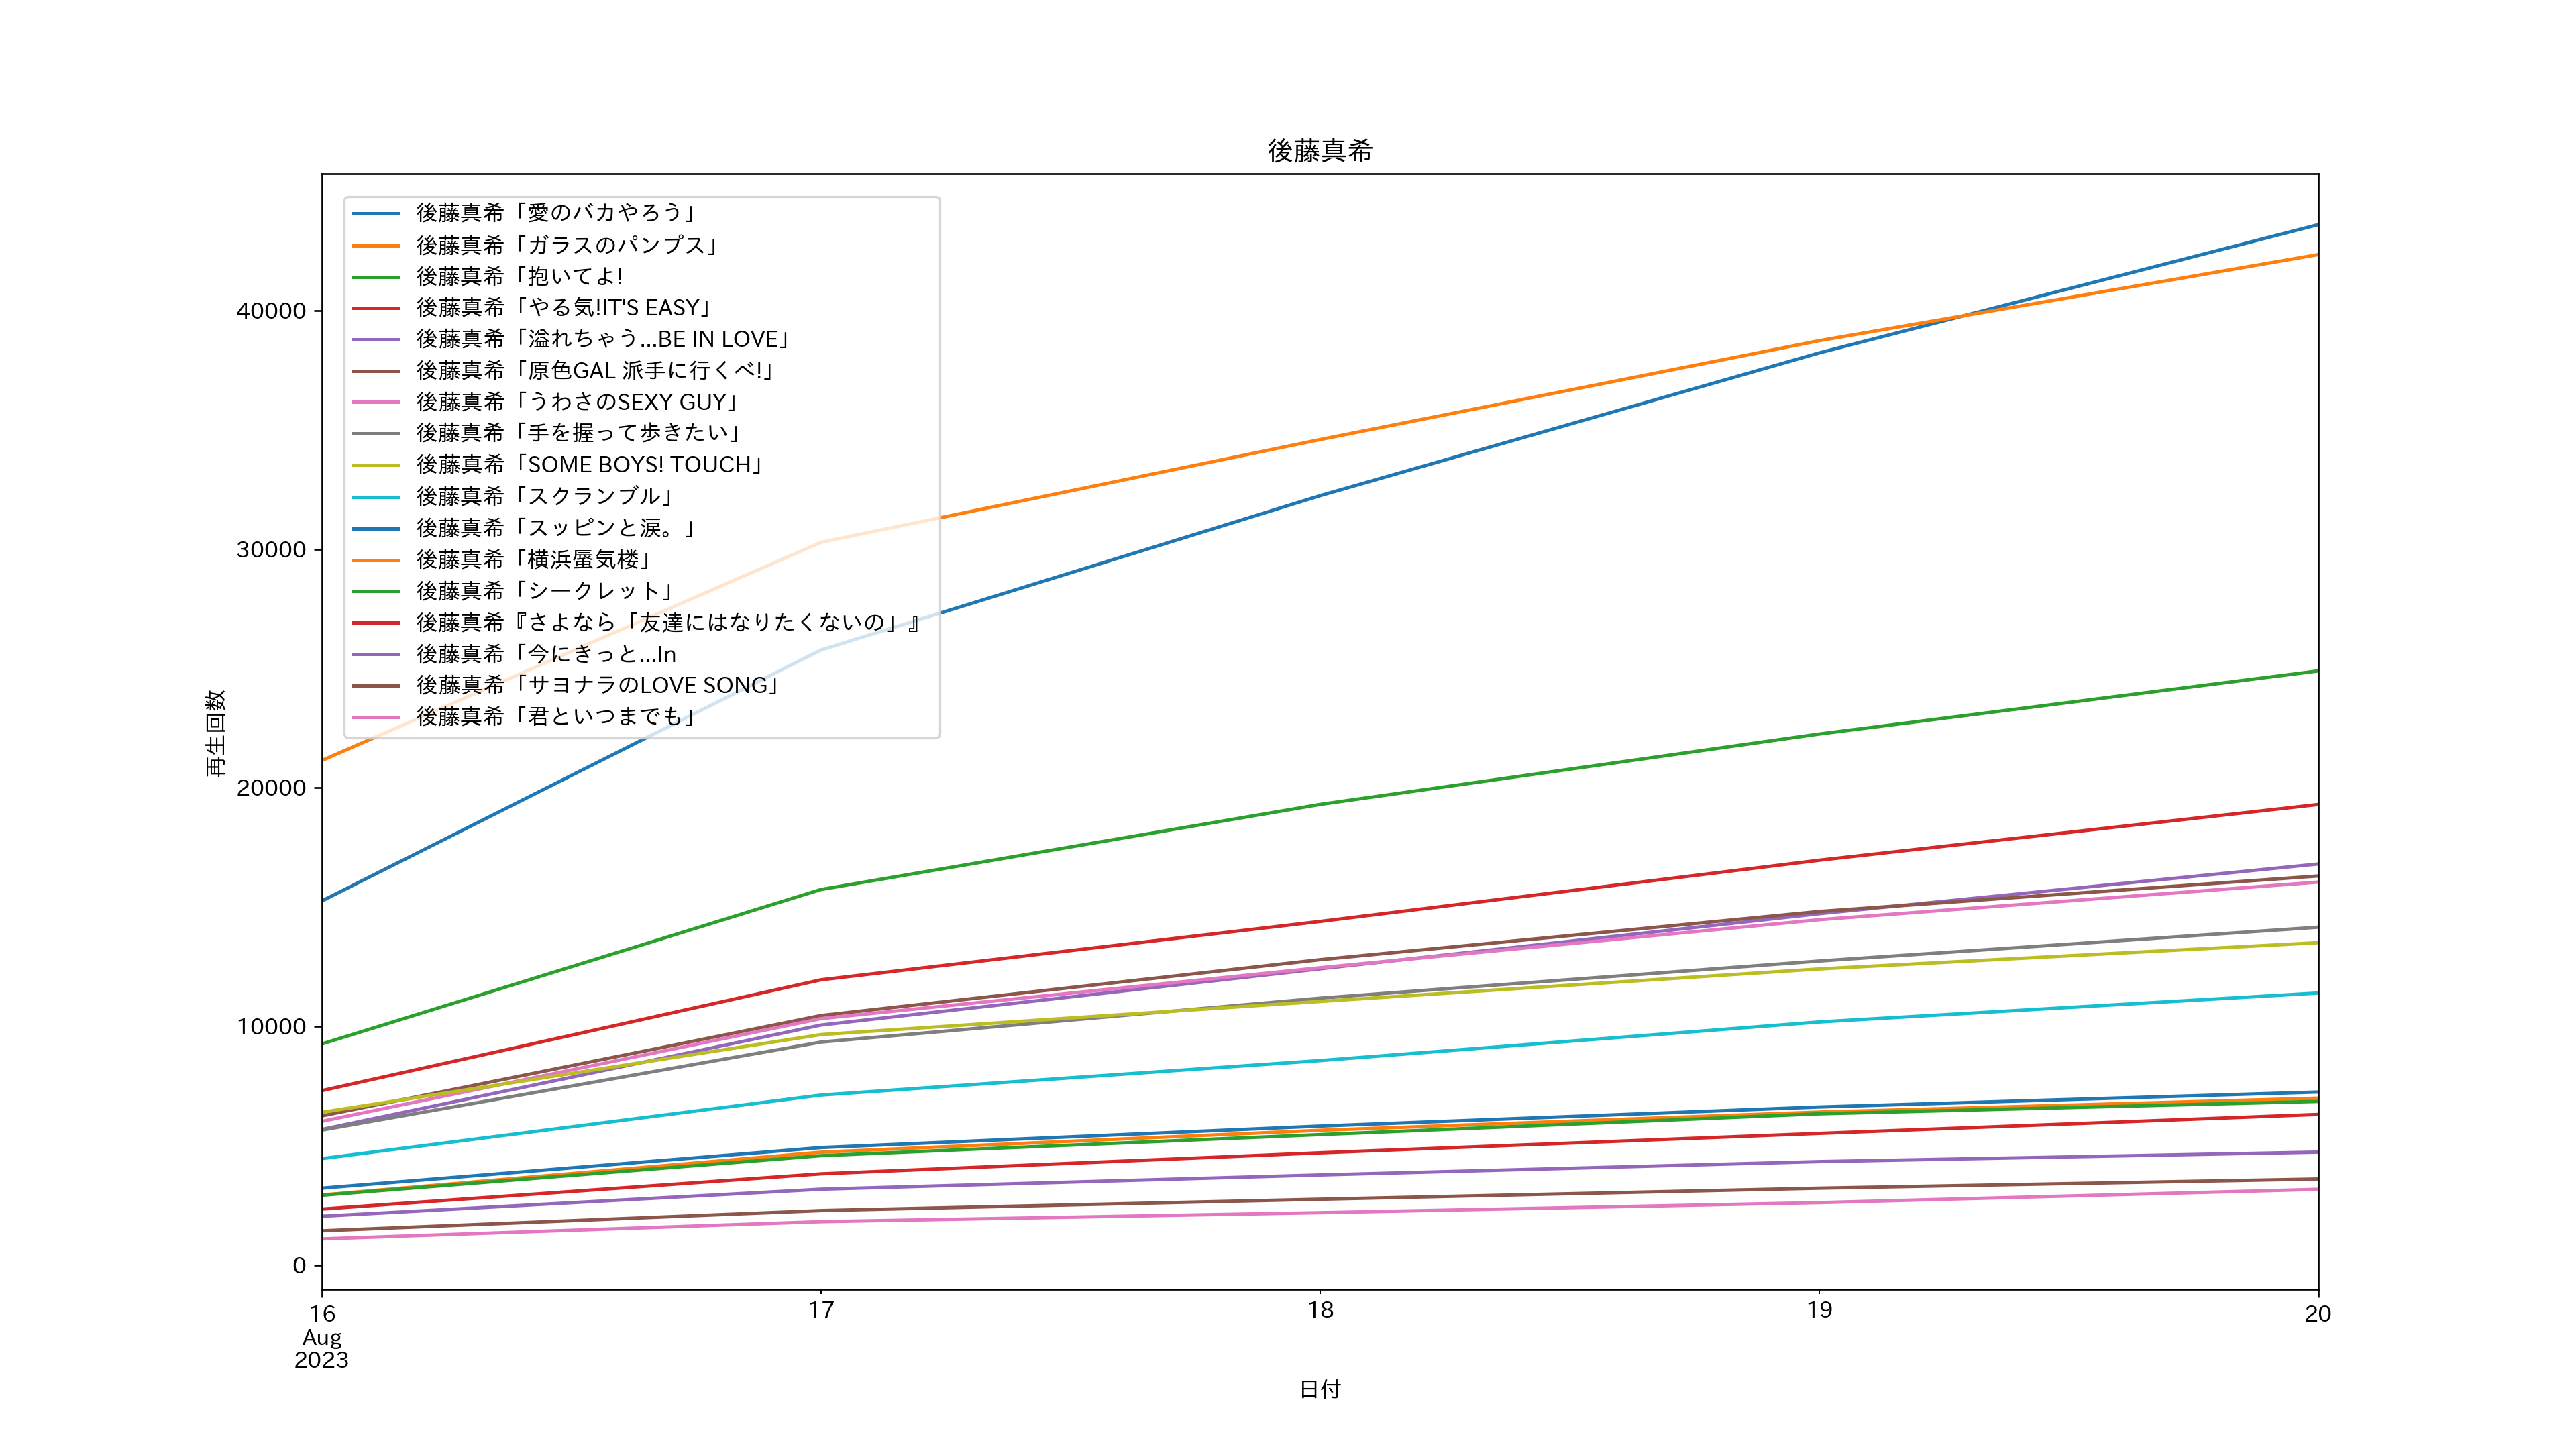 後藤真希
後藤真希「愛のバカやろう」
後藤真希「ガラスのパンプス」
後藤真希「抱いてよ!
後藤真希「やる気!IT'S EASY」
後藤真希「溢れちゃう...BE IN LOVE」
後藤真希「原色GAL 派手に行くべ!」
後藤真希「うわさのSEXY GUY」
後藤真希「手を握って歩きたい」
後藤真希「SOME BOYS! TOUCH」
後藤真希「スクランブル」
後藤真希「スッピンと涙。」
後藤真希「横浜蜃気楼」
後藤真希「シークレット」
後藤真希『さよなら「友達にはなりたくないの」』
後藤真希「今にきっと...In
後藤真希「サヨナラのLOVE SONG」
後藤真希「君といつまでも」
再生回数
40000
30000
20000
10000
0
16
Aug
2023
17
18
19
20
日付